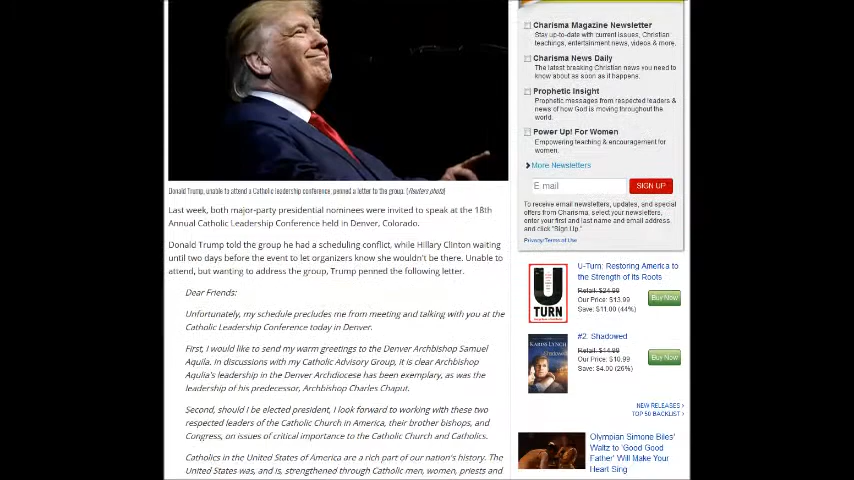 Donald Trump, unable to attend a Catholic leadership conference, penned a letter to the group. (Reuters photo)
Last week, both major-party presidential nominees were invited to speak at the 18th
Annual Catholic Leadership Conference held in Denver, Colorado.
Donald Trump told the group he had a scheduling conflict, while Hillary Clinton waiting
until two days before the event to let organizers know she wouldn't be there. Unable to
attend, but wanting to address the group, Trump penned the following letter.
Dear Friends:
Unfortunately, my schedule precludes me from meeting and talking with you at the
Catholic Leadership Conference today in Denver.
First, I would like to send my warm greetings to the Denver Archbishop Samuel
Aquila. In discussions with my Catholic Advisory Group, it is clear Archbishop
Aquila's leadership in the Denver Archdiocese has been exemplary, as was the
leadership of his predecessor, Archbishop Charles Chaput.
Second, should I be elected president, I look forward to working with these two
respected leaders of the Catholic Church in America, their brother bishops, and
Congress, on issues of critical importance to the Catholic Church and Catholics.
Catholics in the United States of America are a rich part of our nation's history. The
United States was, and is, strengthened through Catholic men, women, priests and
Charisma Magazine Newsletter
Stay up-to-date with current issues, Christian
teachings, entertainment news, videos & more.
Charisma News Daily
The latest breaking Christian news you need to
know about as soon as it happens.
Prophetic Insight
Prophetic messages from respected leaders &
news of how God is moving throughout the
world.
Power Up! For Women
Empowering teaching & encouragement for
women.
More Newsletters
E mail
SIGN UP
To receive email newsletters, updates, and special
offers from Charisma, select your newsletters,
enter your first and last name and email address,
and click "Sign Up."
Privacy/Terms of Use
U TURN
U-Turn: Restoring America to
the Strength of its Roots
Retail: $24.99
Our Price: $13.99
Save: $11.00 (44%)
Buy Now
KAREN LYNCH
#2: Shadowed
Retail: $14.99
Our Price: $10.99
Save: $4.00 (26%)
Buy Now
NEW RELEASES >
TOP 50 BACKLIST >
Olympian Simone Biles'
Waltz to 'Good Good
Father' Will Make Your
Heart Sing